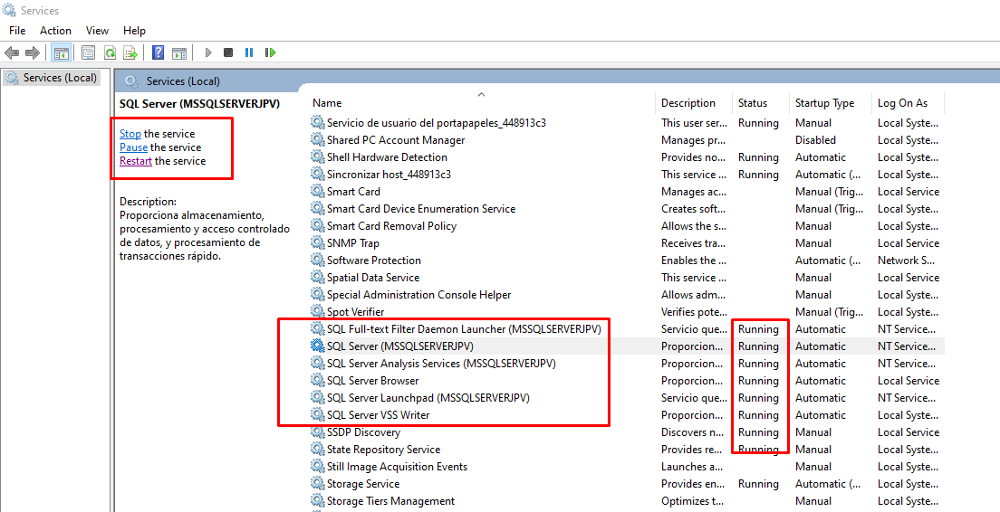 Services
File Action View Help
Services (Local)
Services (Local)
SQL Server (MSSQLSERVERJPV)
Stop the service
Pause the service
Restart the service
Description:
Proporciona almacenamiento,
procesamiento y acceso controlado
de datos, y procesamiento de
transacciones rápido.
Name Description Status Startup Type Log On As
Servicio de usuario del portapapeles_448913c3 This user ser... Running Manual Local Syste...
Shared PC Account Manager Manages pr... Disabled Local Syste...
Shell Hardware Detection Provides no... Running Automatic Local Syste...
Sincronizar host_448913c3 This service ... Running Automatic (... Local Syste...
Smart Card Manages ac... Manual (Trig... Local Service
Smart Card Device Enumeration Service Creates soft... Manual (Trig... Local Syste...
Smart Card Removal Policy Allows the s... Manual Local Syste...
SNMP Trap Receives tra... Manual Local Service
Software Protection Enables the ... Automatic (... Network S...
Spatial Data Service This service ... Manual Local Service
Special Administration Console Helper Allows adm... Manual Local Syste...
Spot Verifier Verifies pote... Manual (Trig... Local Syste...
SQL Full-text Filter Daemon Launcher (MSSQLSERVERJPV) Servicio que... Running Automatic NT Service...
SQL Server (MSSQLSERVERJPV) Proporcion... Running Automatic NT Service...
SQL Server Analysis Services (MSSQLSERVERJPV) Proporcion... Running Automatic NT Service...
SQL Server Browser Proporcion... Running Automatic Local Service
SQL Server Launchpad (MSSQLSERVERJPV) Servicio que... Running Automatic NT Service...
SQL Server VSS Writer Proporcion... Running Automatic Local Syste...
SSDP Discovery Discovers n... Running Manual Local Service
State Repository Service Provides re... Running Manual Local Syste...
Still Image Acquisition Events Launches a... Manual Local Syste...
Storage Service Provides en... Running Automatic (... Local Syste...
Storage Tiers Management Optimizes t... Manual Local Syste...